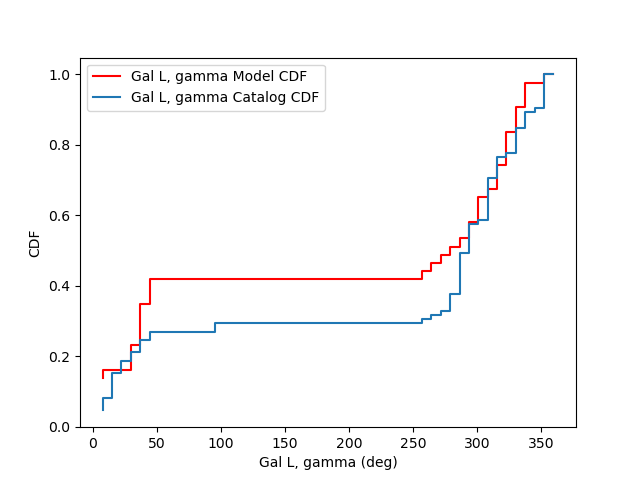 Gal L, gamma Model CDF
Gal L, gamma Catalog CDF
1.0
0.8
0.6
0.4
0.2
0.0
CDF
0 50 100 150 200 250 300 350
Gal L, gamma (deg)